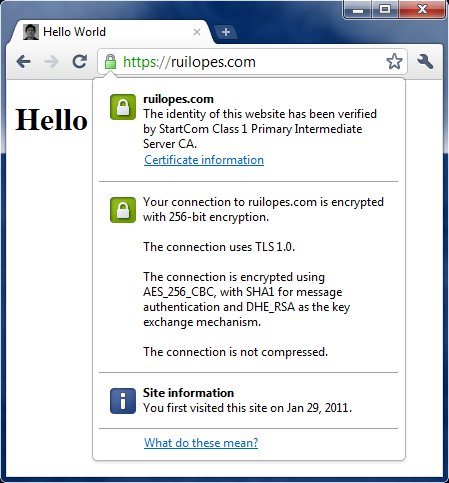 Hello World
https://ruilopes.com
Hello
ruilopes.com
The identity of this website has been verified
by StartCom Class 1 Primary Intermediate
Server CA.
Certificate information
Your connection to ruilopes.com is encrypted
with 256-bit encryption.
The connection uses TLS 1.0.
The connection is encrypted using
AES_256_CBC, with SHA1 for message
authentication and DHE_RSA as the key
exchange mechanism.
The connection is not compressed.
Site information
You first visited this site on Jan 29, 2011.
What do these mean?